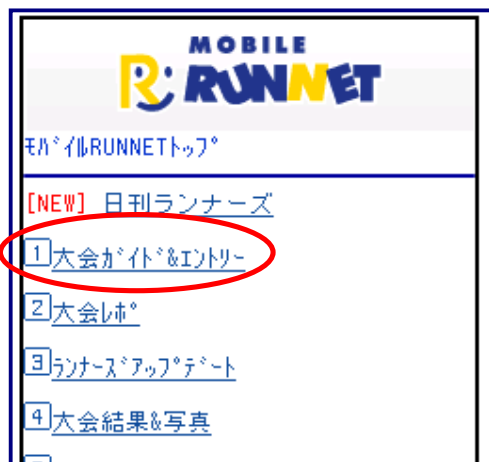 MOBILE
RUNNET
ﾓﾊﾞｲﾙRUNNETﾄｯﾌﾟ
[NEW] 日刊ランナーズ
1大会ｶﾞｲﾄﾞ&ｴﾝﾄﾘｰ
2大会ﾚﾎﾟ
3ﾗﾝﾅｰｽﾞｱｯﾌﾟﾃﾞｰﾄ
4大会結果&写真